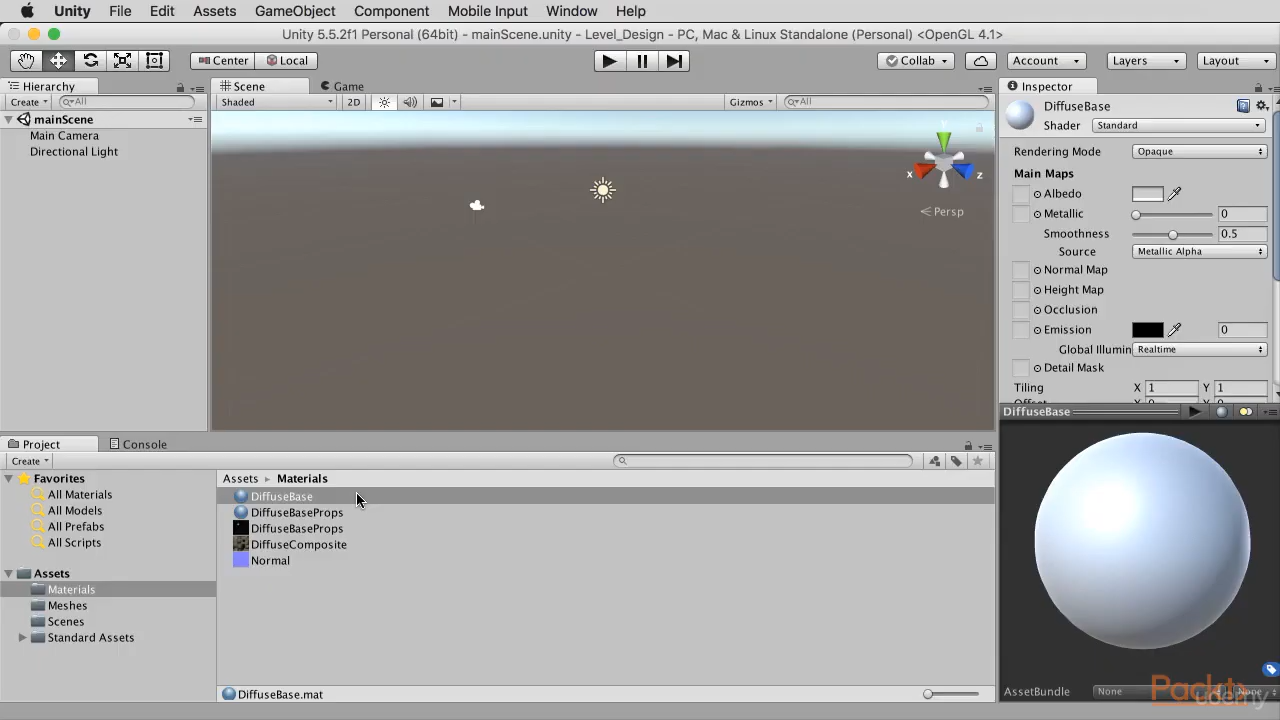 Unity File Edit Assets GameObject Component Mobile Input Window Help
Unity 5.5.2f1 Personal (64bit) - mainScene.unity - Level_Design - PC, Mac & Linux Standalone (Personal) <OpenGL 4.1>
Center Local Collab Account Layers Layout
Hierarchy
Create All
mainScene
Main Camera
Directional Light
Scene Game
Shaded 2D Gizmos All
y
x z
Persp
Inspector
DiffuseBase
Shader Standard
Rendering Mode Opaque
Main Maps
Albedo
Metallic 0
Smoothness 0.5
Source Metallic Alpha
Normal Map
Height Map
Occlusion
Emission 0
Global Illumin Realtime
Detail Mask
Tiling X 1 Y 1
Offset
DiffuseBase
AssetBundle None None
Project Console
Create
Favorites
All Materials
All Models
All Prefabs
All Scripts
Assets
Materials
Meshes
Scenes
Standard Assets
Assets Materials
DiffuseBase
DiffuseBaseProps
DiffuseBaseProps
DiffuseComposite
Normal
DiffuseBase.mat
Packt
udemy